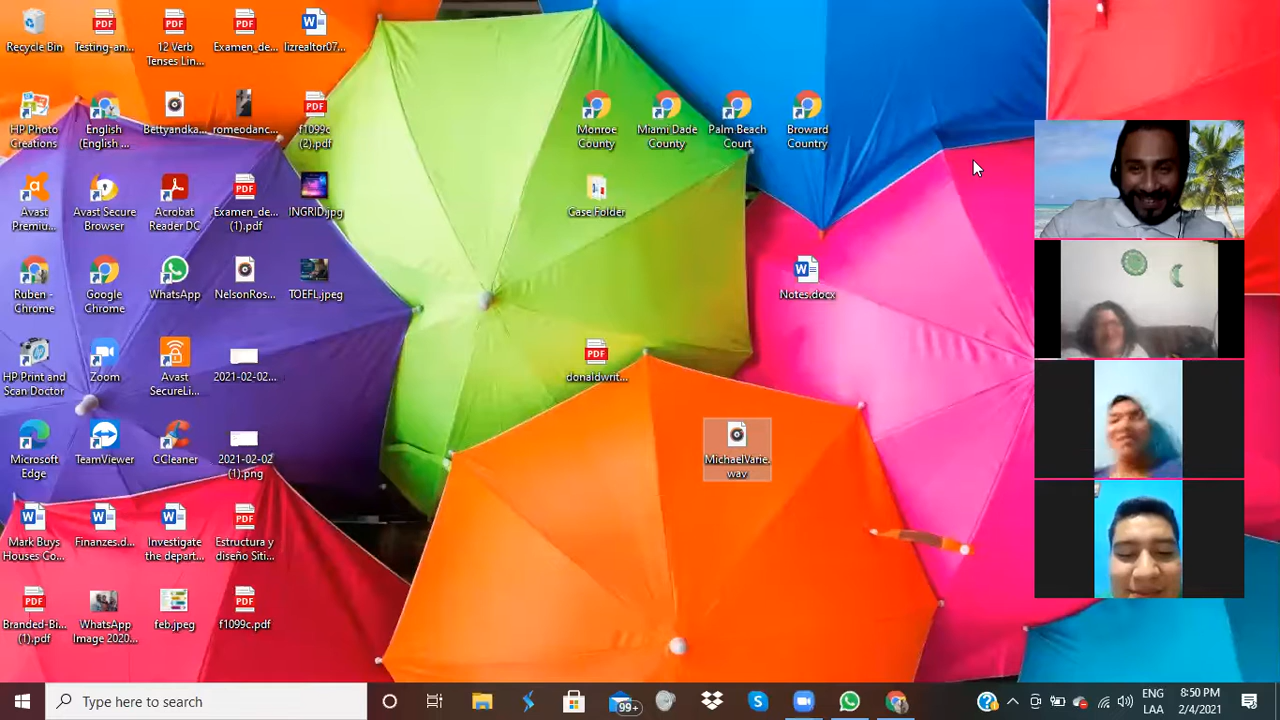 Recycle Bin
Testing-an...
12 Verb
Tenses Lin...
Examen_de...
lizrealtor07...
HP Photo
Creations
English
(English ...
Bettyandka...
romeodanc...
f1099c
(2).pdf
Monroe
County
Miami Dade
County
Palm Beach
Court
Broward
Country
Avast
Premiu...
Avast Secure
Browser
Acrobat
Reader DC
Examen_de...
(1).pdf
INGRID.jpg
Case Folder
Ruben -
Chrome
Google
Chrome
WhatsApp
NelsonRos...
TOEFL.jpeg
Notes.docx
HP Print and
Scan Doctor
Zoom
Avast
SecureLi...
2021-02-02...
donaldwrit...
Microsoft
Edge
TeamViewer
CCleaner
2021-02-02
(1).png
MichaelVarie.
wav
Mark Buys
Houses Co...
Finanzes.d...
Investigate
the depart...
Estructura y
diseño Siti...
Branded-Bi...
(1).pdf
WhatsApp
Image 2020...
feb.jpeg
f1099c.pdf
Type here to search
99+
ENG
LAA
8:50 PM
2/4/2021